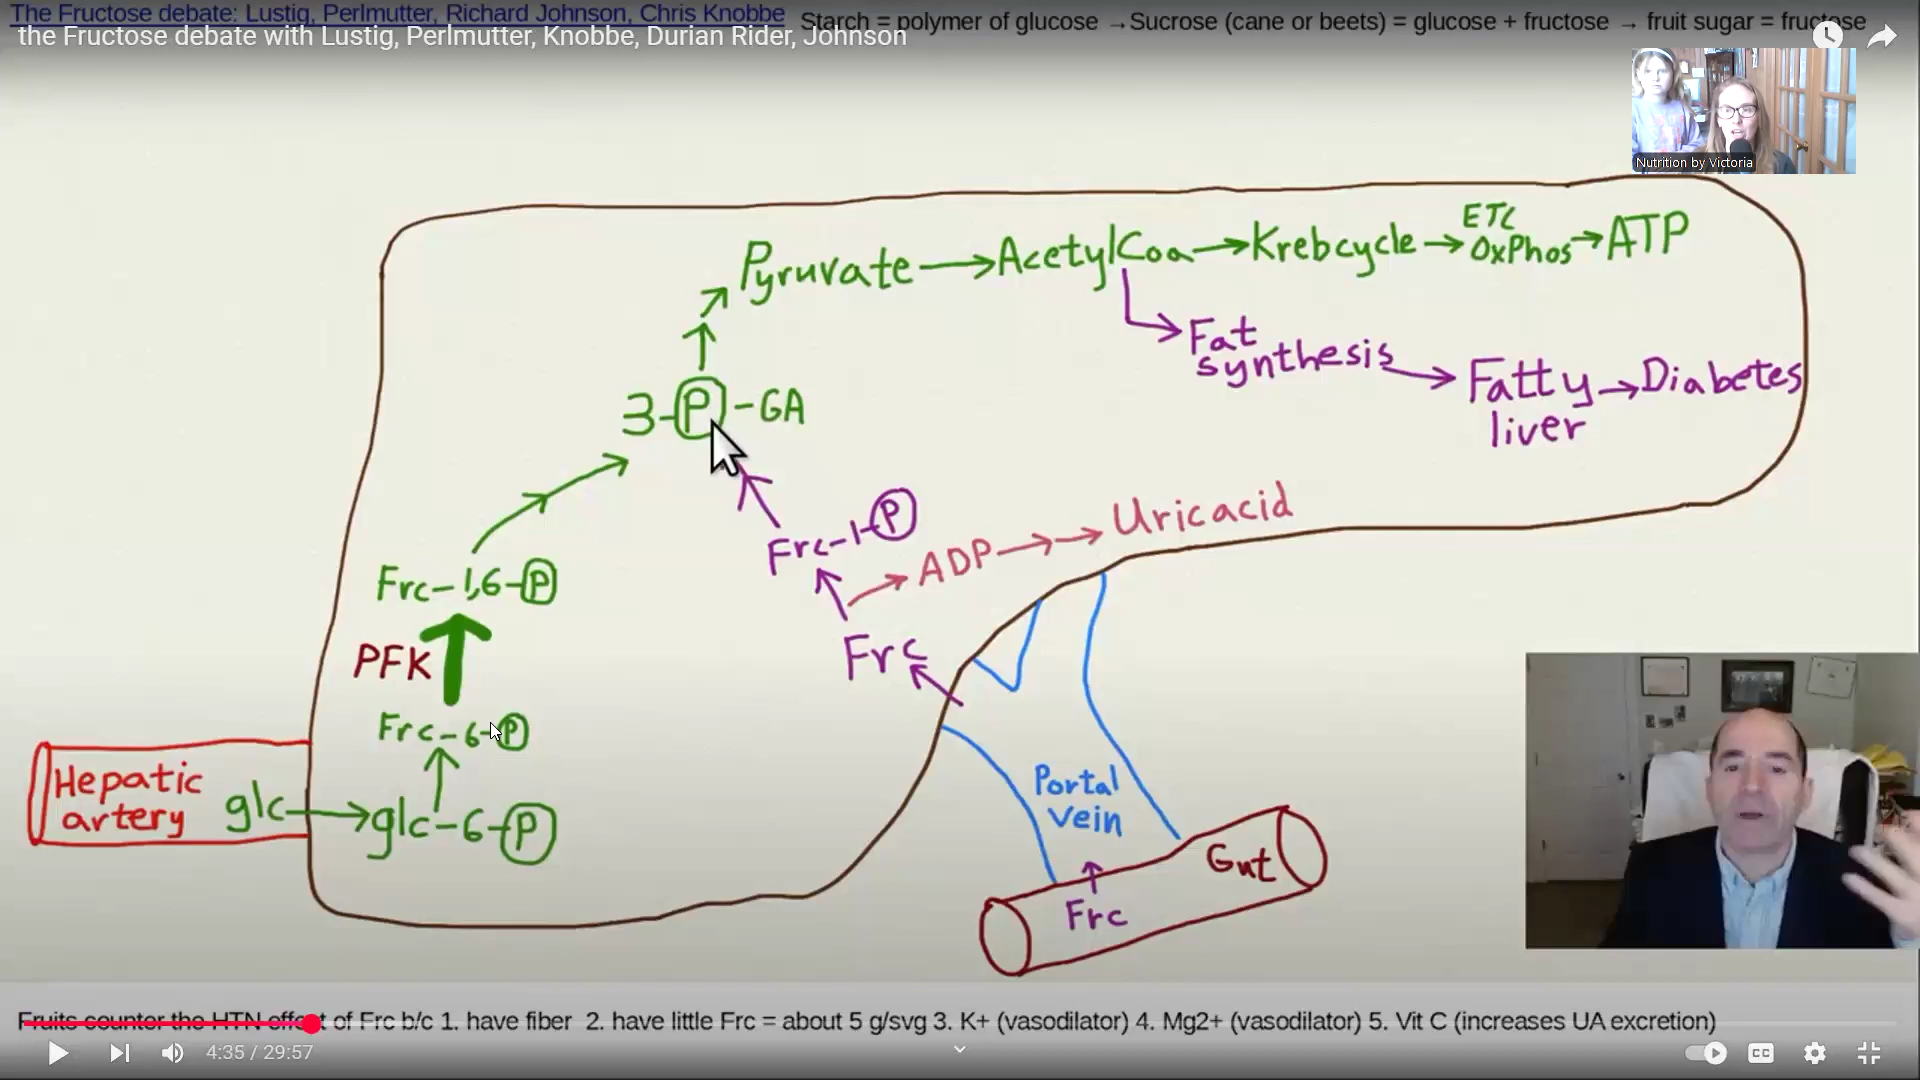 The Fructose debate: Lustig, Perlmutter, Richard Johnson, Chris Knobbe
Starch = polymer of glucose →Sucrose (cane or beets) = glucose + fructose → fruit sugar = fructose
the Fructose debate with Lustig, Perlmutter, Knobbe, Durian Rider, Johnson
Nutrition by Victoria
Pyruvate → AcetylCoa → Krebcycle → ETC OxPhos → ATP
Fat synthesis → Fatty liver → Diabetes
3-P-GA
Frc-1-P
ADP → → Uric acid
Frc-1,6-P
PFK
Frc
Frc-6-P
Hepatic artery
glc → glc-6-P
Portal vein
Gut
Frc
Fruits counter the HTN effect of Frc b/c 1. have fiber 2. have little Frc = about 5 g/svg 3. K+ (vasodilator) 4. Mg2+ (vasodilator) 5. Vit C (increases UA excretion)
4:35 / 29:57
CC